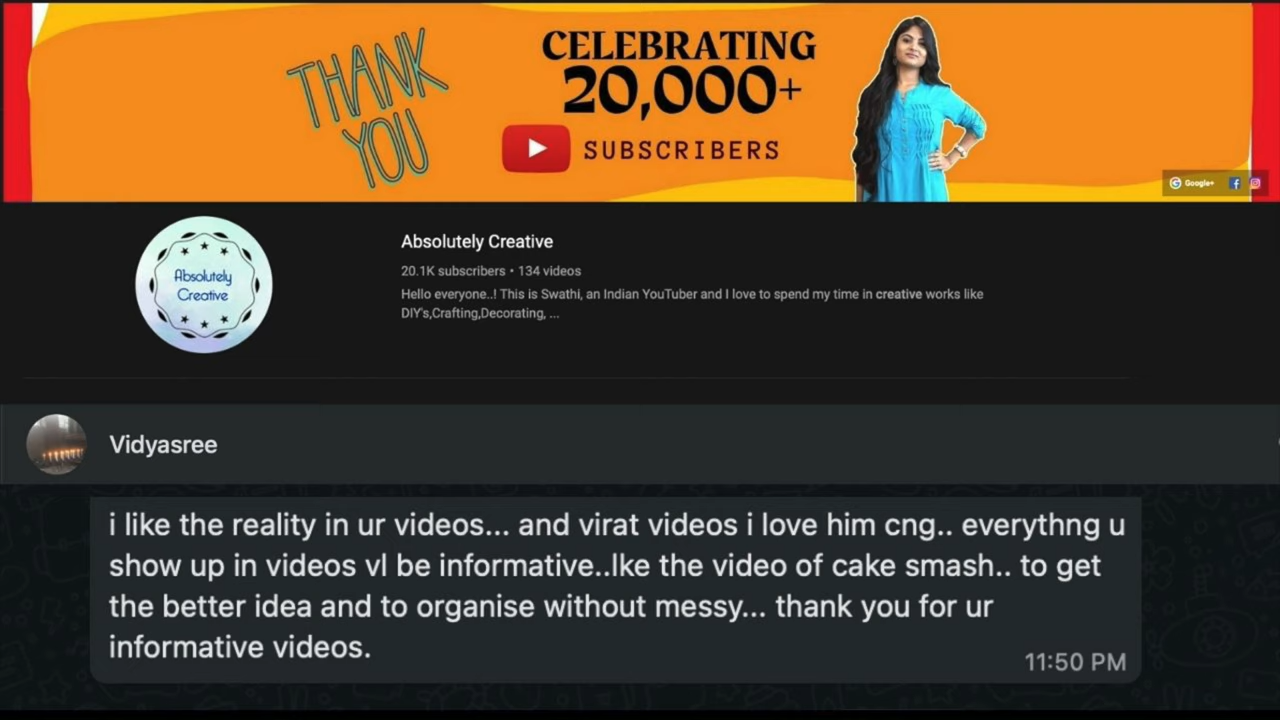 THANK
YOU
CELEBRATING
20,000+
SUBSCRIBERS
Google+
Absolutely
Creative
Absolutely Creative
20.1K subscribers • 134 videos
Hello everyone..! This is Swathi, an Indian YouTuber and I love to spend my time in creative works like
DIY's,Crafting,Decorating, ...
Vidyasree
i like the reality in ur videos... and virat videos i love him cng.. everythng u
show up in videos vl be informative..lke the video of cake smash.. to get
the better idea and to organise without messy... thank you for ur
informative videos.
11:50 PM